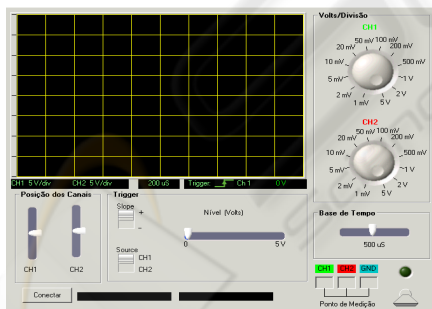 Volts/Divisão
CH1
50 mV 100 mV
20 mV 200 mV
10 mV 500 mV
5 mV 1 V
2 mV 2 V
1 mV 5 V
CH2
50 mV 100 mV
20 mV 200 mV
10 mV 500 mV
5 mV 1 V
2 mV 2 V
1 mV 5 V
CH1 5 V/div CH2 5 V/div 200 uS Trigger Ch 1 0 V
Posição dos Canais
CH1 CH2
Trigger
Slope
+
-
Source
CH1
CH2
Nível (Volts)
0 5 V
Base de Tempo
500 uS
CH1 CH2 GND
Ponto de Medição
Conectar